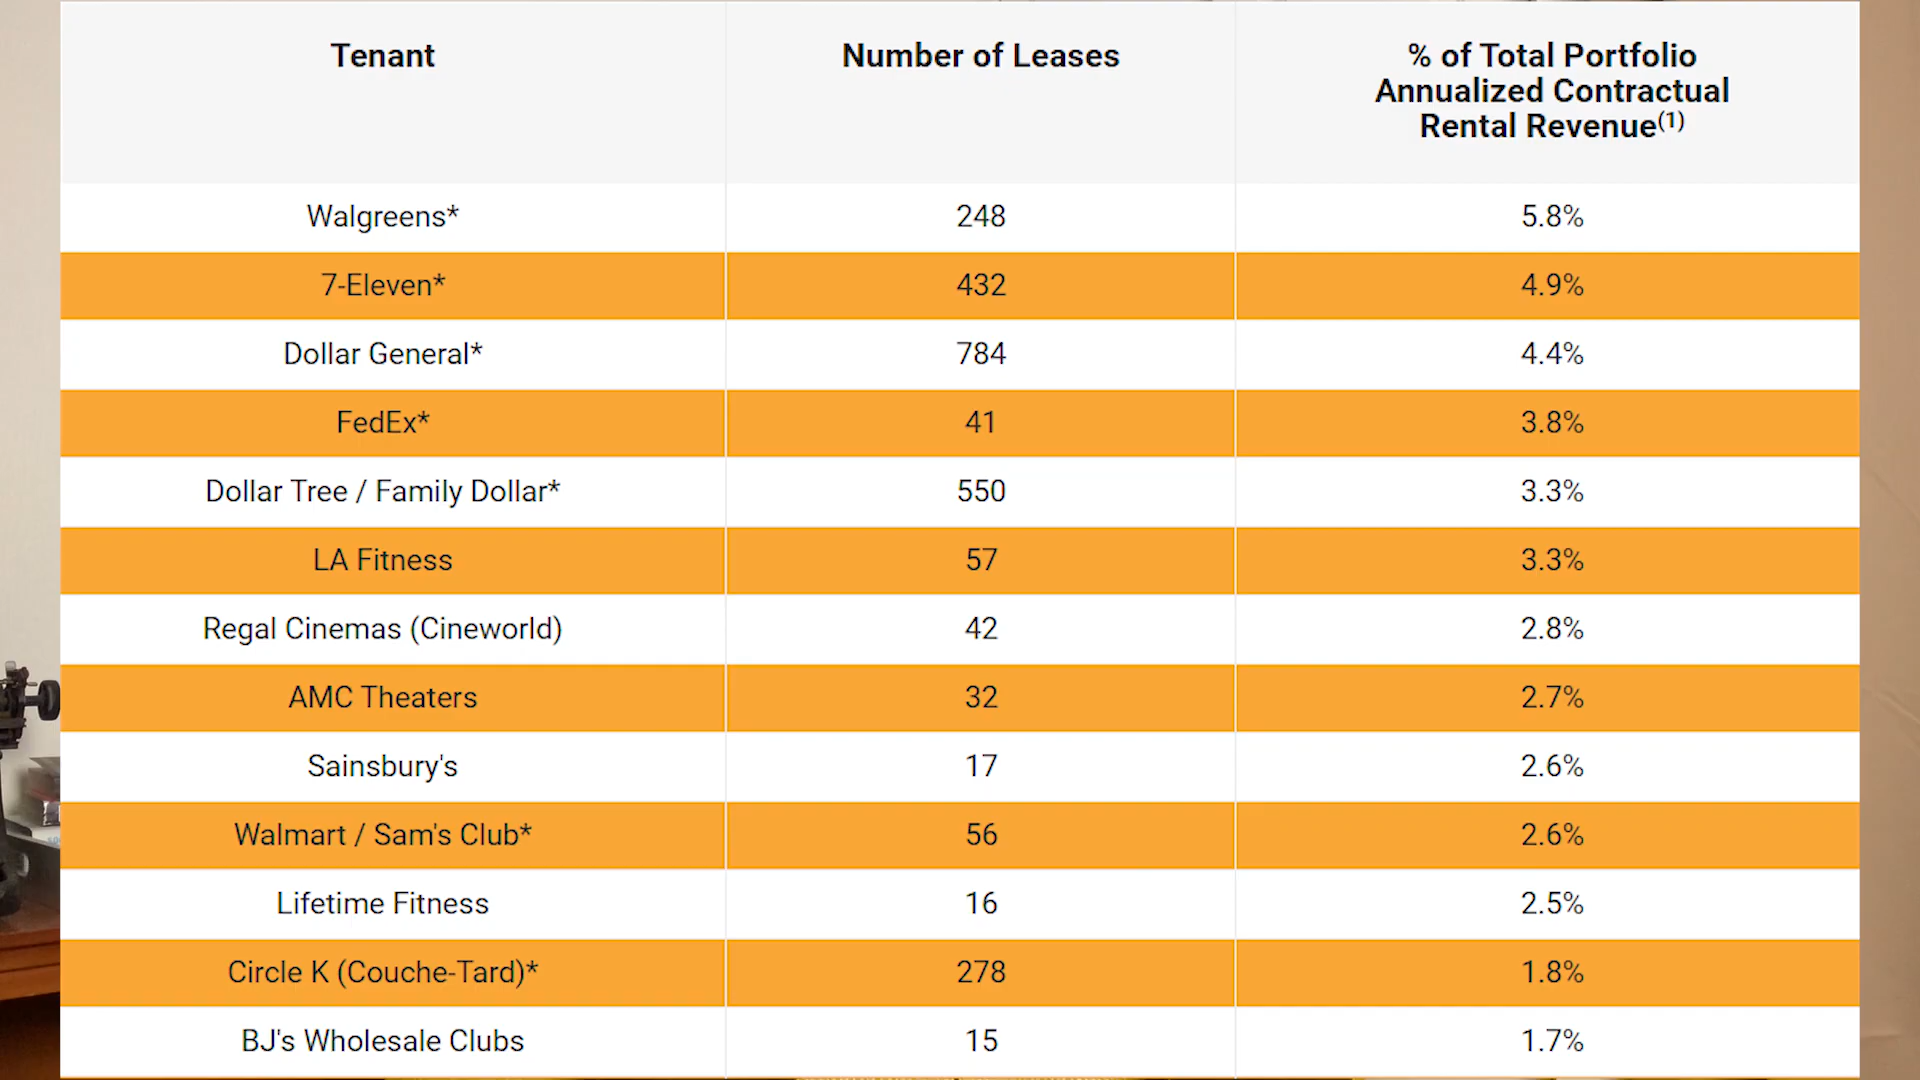 Tenant Number of Leases % of Total Portfolio
Annualized Contractual
Rental Revenue(1)
Walgreens* 248 5.8%
7-Eleven* 432 4.9%
Dollar General* 784 4.4%
FedEx* 41 3.8%
Dollar Tree / Family Dollar* 550 3.3%
LA Fitness 57 3.3%
Regal Cinemas (Cineworld) 42 2.8%
AMC Theaters 32 2.7%
Sainsbury's 17 2.6%
Walmart / Sam's Club* 56 2.6%
Lifetime Fitness 16 2.5%
Circle K (Couche-Tard)* 278 1.8%
BJ's Wholesale Clubs 15 1.7%